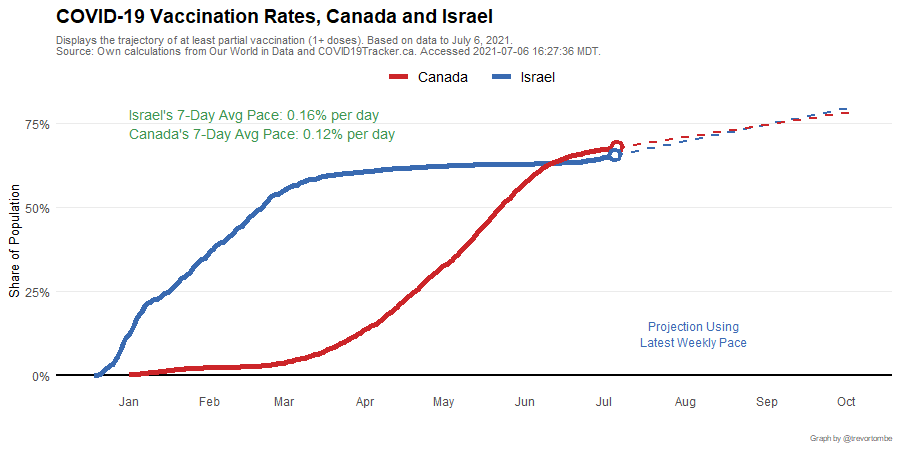 COVID-19 Vaccination Rates, Canada and Israel
Displays the trajectory of at least partial vaccination (1+ doses). Based on data to July 6, 2021.
Source: Own calculations from Our World in Data and COVID19Tracker.ca. Accessed 2021-07-06 16:27:36 MDT.
Canada Israel
Israel's 7-Day Avg Pace: 0.16% per day
Canada's 7-Day Avg Pace: 0.12% per day
75%
50%
25%
0%
Share of Population
Projection Using
Latest Weekly Pace
Jan Feb Mar Apr May Jun Jul Aug Sep Oct
Graph by @trevortombe